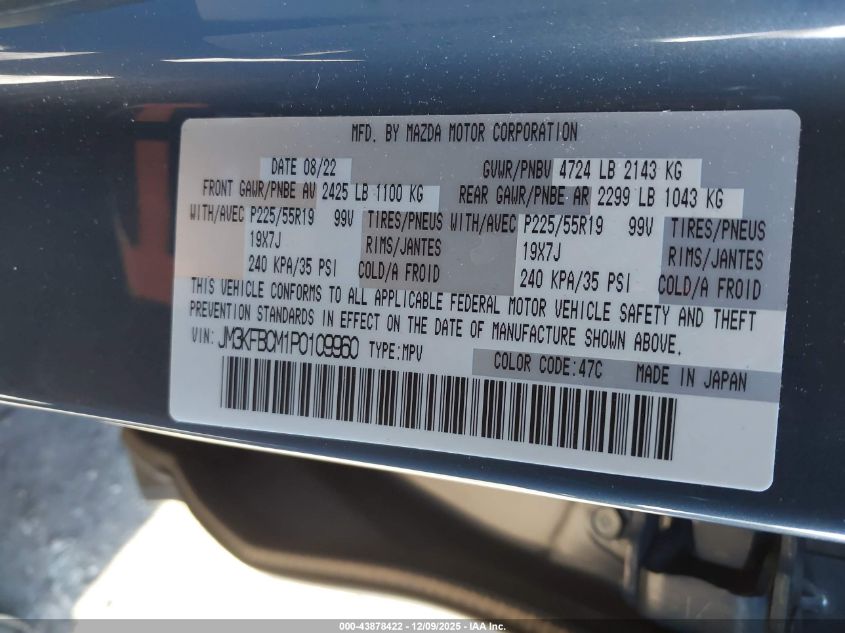 MFD. BY MAZDA MOTOR CORPORATION
DATE 08/22 GVWR/PNBV 4724 LB 2143 KG
FRONT GAWR/PNBE AV 2425 LB 1100 KG REAR GAWR/PNBE AR 2299 LB 1043 KG
WITH/AVEC P225/55R19 99V TIRES/PNEUS WITH/AVEC P225/55R19 99V TIRES/PNEUS
19X7J RIMS/JANTES 19X7J RIMS/JANTES
240 KPA/35 PSI COLD/A FROID 240 KPA/35 PSI COLD/A FROID
THIS VEHICLE CONFORMS TO ALL APPLICABLE FEDERAL MOTOR VEHICLE SAFETY AND THEFT
PREVENTION STANDARDS IN EFFECT ON THE DATE OF MANUFACTURE SHOWN ABOVE.
VIN: JM3KFBCM1P0109960 TYPE:MPV COLOR CODE:47C MADE IN JAPAN
000-43878422 - 12/09/2025 - IAA Inc.